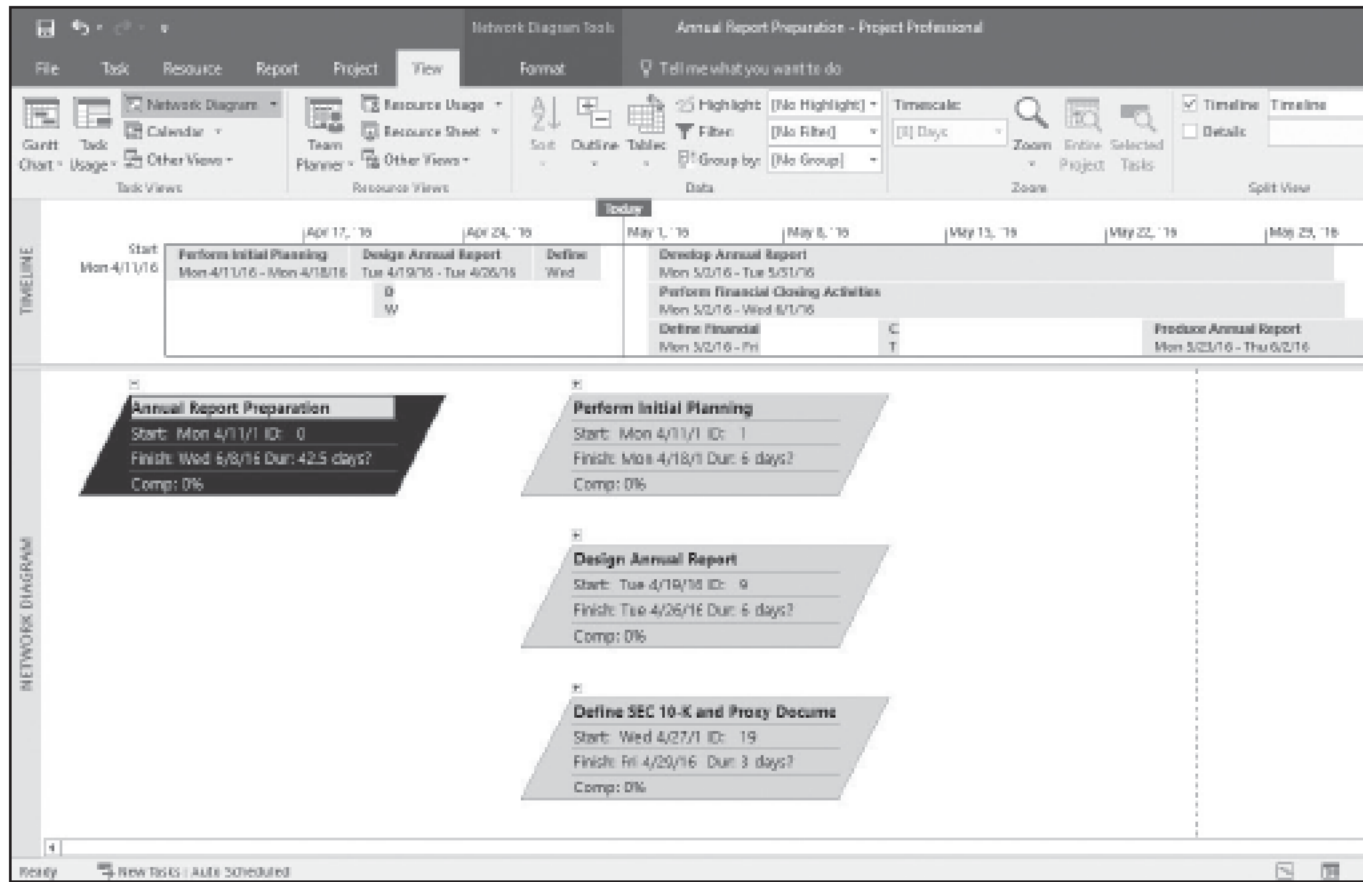 Network Diagram Tools
Annual Report Preparation - Project Professional
File Task Resource Report Project View Format Tell me what you want to do
Gantt Chart
Task Usage
Network Diagram
Calendar
Other Views
Task Views
Team Planner
Resource Usage
Resource Sheet
Other Views
Resource Views
Sort
Outline
Tables
Highlight: [No Highlight]
Filter: [No Filter]
Group by: [No Group]
Data
Timescale:
[8] Days
Zoom
Entire Project
Selected Tasks
Zoom
Timeline Timeline
Details
Split View
Today
TIMELINE
Apr 17, '16 Apr 24, '16 May 1, '16 May 8, '16 May 15, '16 May 22, '16 May 29, '16
Start
Mon 4/11/16
Perform Initial Planning
Mon 4/11/16 - Mon 4/18/16
Design Annual Report
Tue 4/19/16 - Tue 4/26/16
Define
Wed
D
W
Develop Annual Report
Mon 5/2/16 - Tue 5/31/16
Perform Financial Closing Activities
Mon 5/2/16 - Wed 6/1/16
Define Financial
Mon 5/2/16 - Fri
C
T
Produce Annual Report
Mon 5/23/16 - Thu 6/2/16
NETWORK DIAGRAM
Annual Report Preparation
Start: Mon 4/11/1 ID: 0
Finish: Wed 6/8/16 Dur: 42.5 days?
Comp: 0%
Perform Initial Planning
Start: Mon 4/11/1 ID: 1
Finish: Mon 4/18/1 Dur: 6 days?
Comp: 0%
Design Annual Report
Start: Tue 4/19/16 ID: 9
Finish: Tue 4/26/16 Dur: 6 days?
Comp: 0%
Define SEC 10-K and Proxy Docume
Start: Wed 4/27/1 ID: 19
Finish: Fri 4/29/16 Dur: 3 days?
Comp: 0%
Ready New Tasks : Auto Scheduled